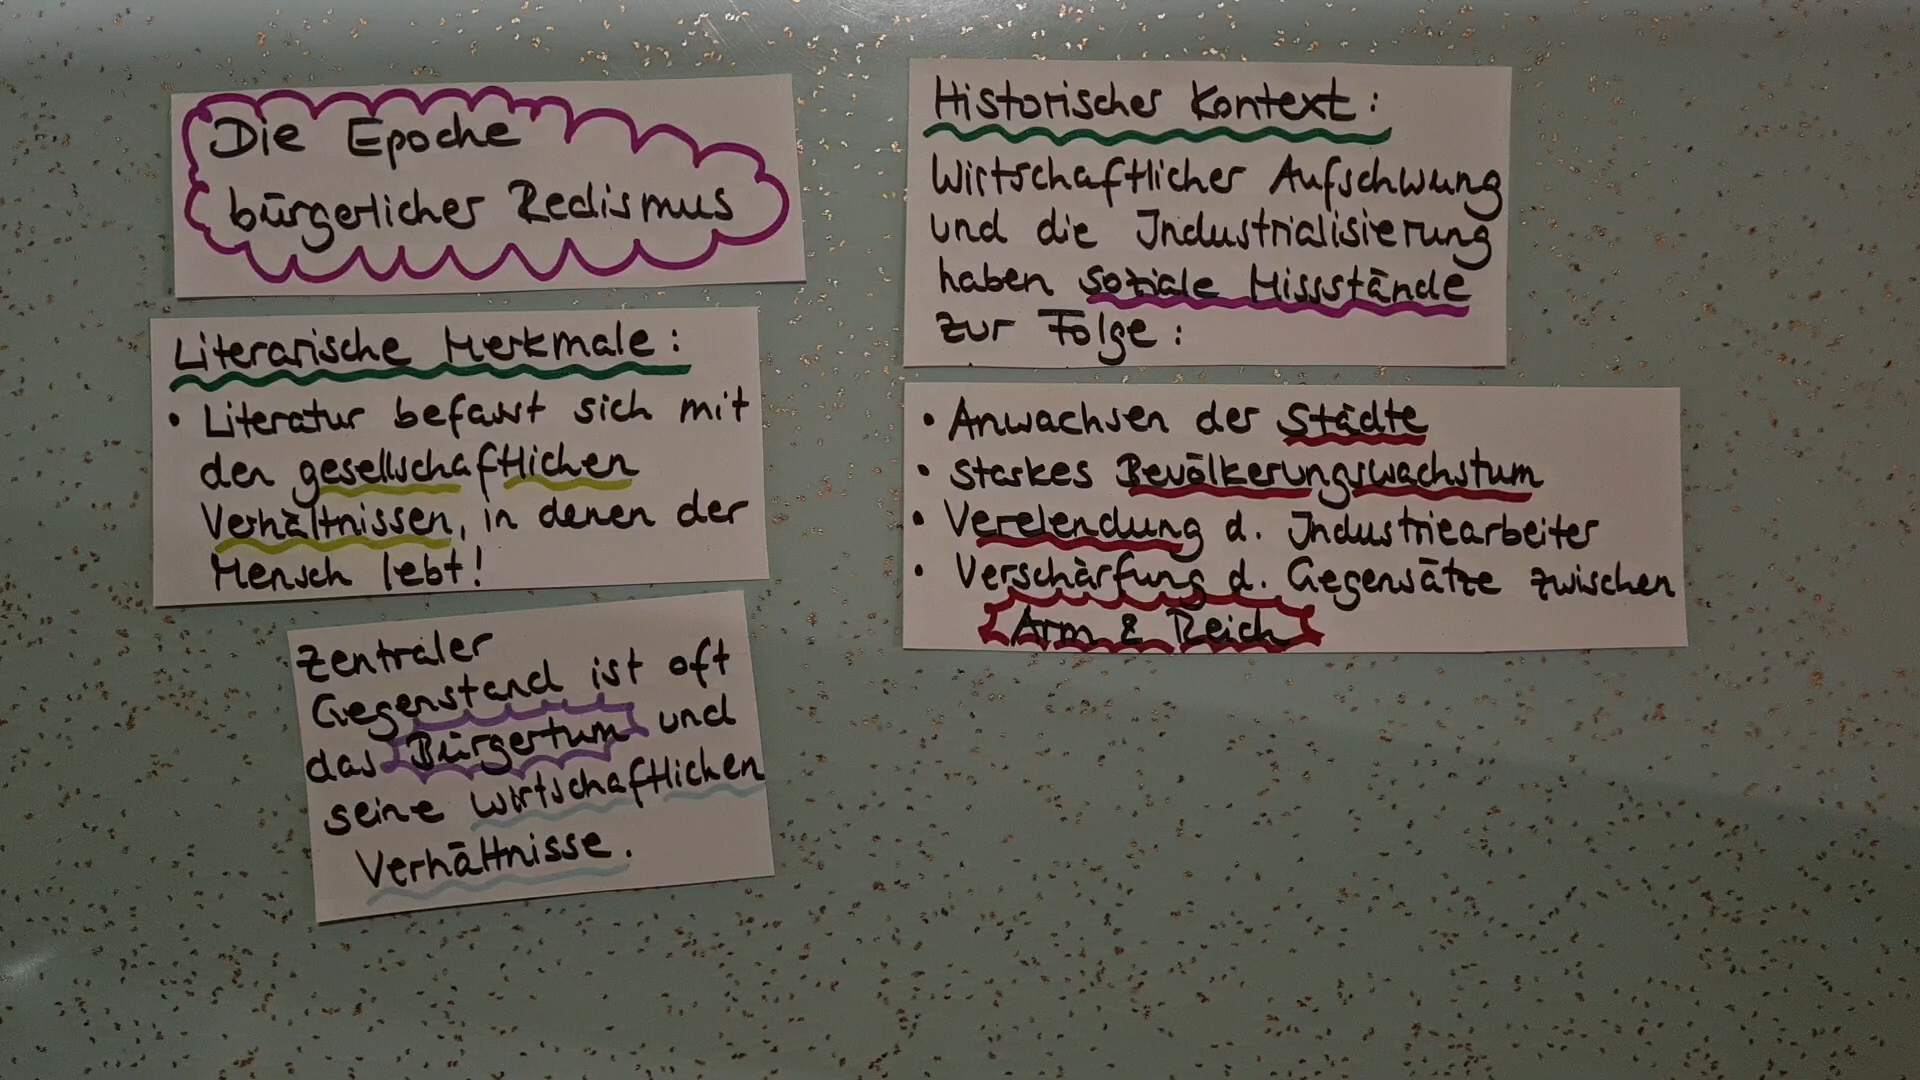 Die Epoche
bürgerlicher Realismus
Literarische Merkmale:
• Literatur befasst sich mit
den gesellschaftlichen
Verhältnissen, in denen der
Mensch lebt!
Zentraler
Gegenstand ist oft
das Bürgertum und
seine wirtschaftlichen
Verhältnisse.
Historischer Kontext:
Wirtschaftlicher Aufschwung
und die Industrialisierung
haben soziale Missstände
zur Folge:
• Anwachsen der Städte
• starkes Bevölkerungswachstum
• Verelendung d. Industriearbeiter
• Verschärfung d. Gegensätze zwischen
Arm & Reich